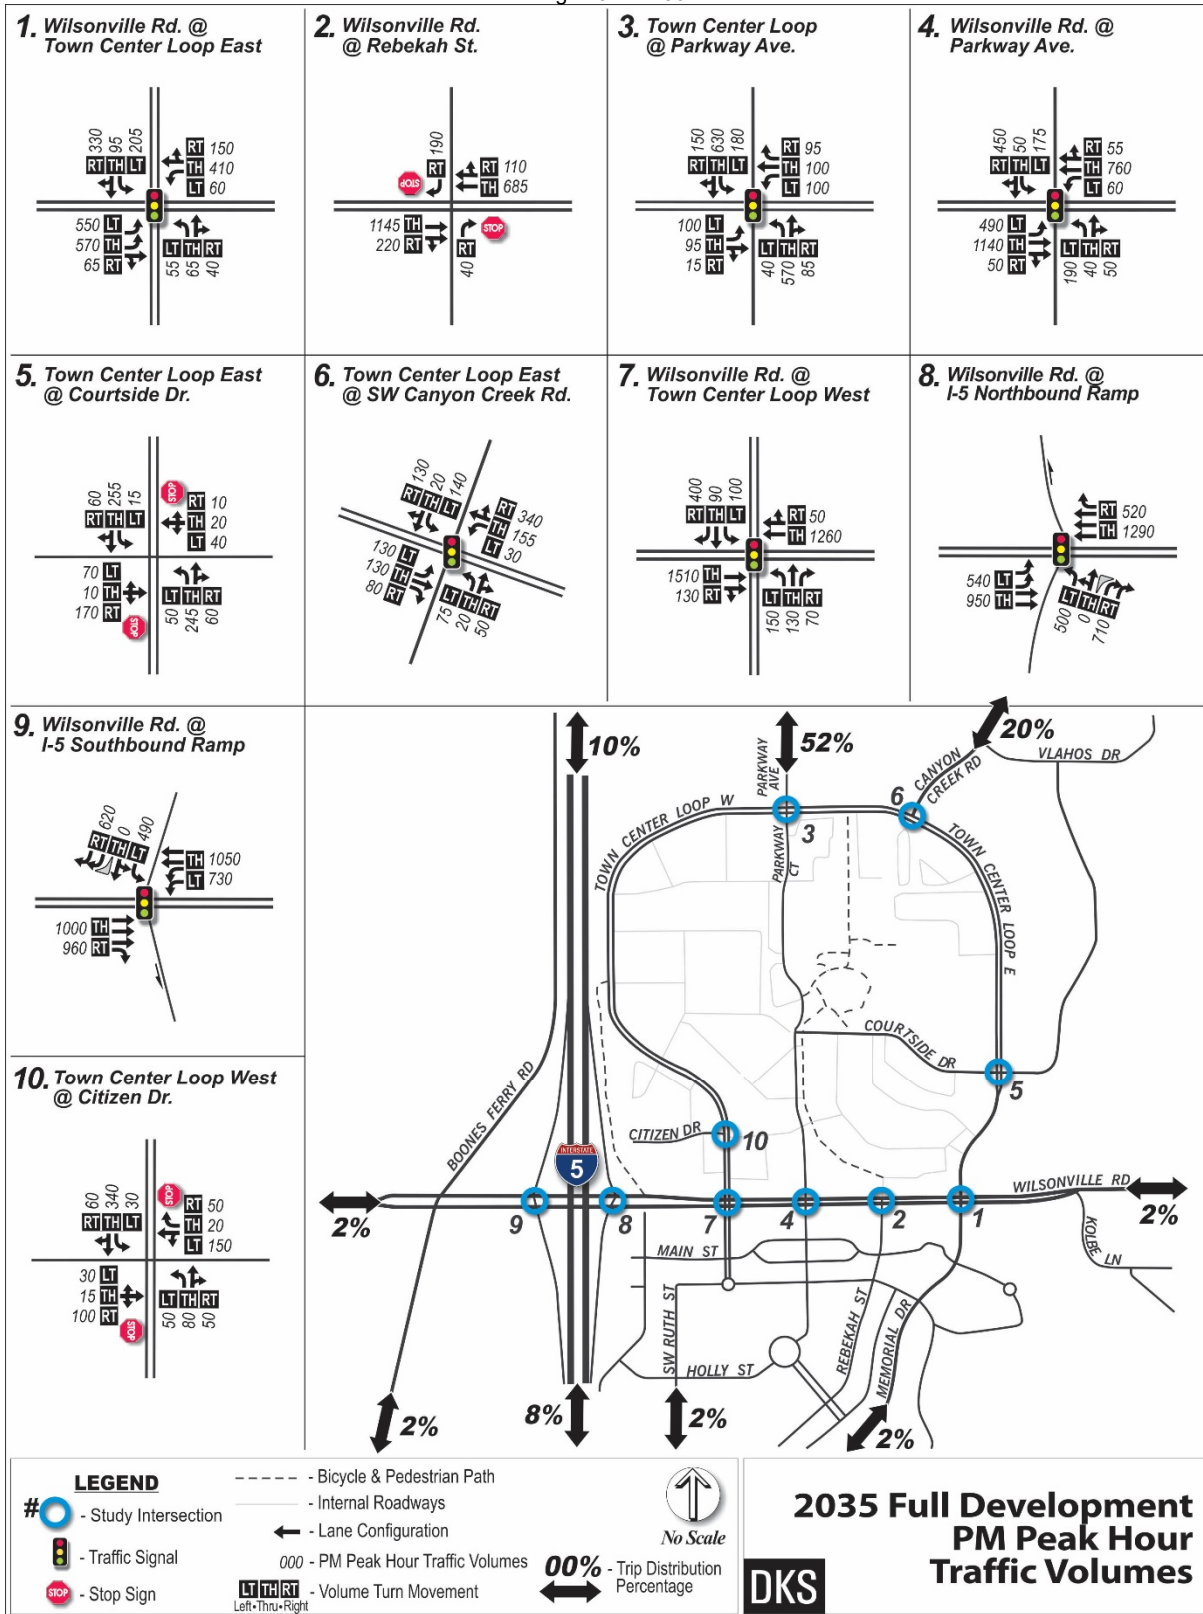 1. Wilsonville Rd. @
Town Center Loop East
330 95 205
RT TH LT
RT 150
TH 410
LT 60
550 LT
570 TH
65 RT
LT TH RT
55 65 40
2. Wilsonville Rd.
@ Rebekah St.
190
RT
STOP
RT 110
TH 685
1145 TH
220 RT
STOP
RT
40
3. Town Center Loop
@ Parkway Ave.
150 630 180
RT TH LT
RT 95
TH 100
LT 100
100 LT
95 TH
15 RT
LT TH RT
40 570 85
4. Wilsonville Rd. @
Parkway Ave.
450 50 175
RT TH LT
RT 55
TH 760
LT 60
490 LT
1140 TH
50 RT
LT TH RT
190 40 50
5. Town Center Loop East
@ Courtside Dr.
60 255 15
RT TH LT
STOP
RT 10
TH 20
LT 40
70 LT
10 TH
170 RT
STOP
LT TH RT
50 245 60
6. Town Center Loop East
@ SW Canyon Creek Rd.
130 20 140
RT TH LT
RT 340
TH 155
LT 30
130 LT
130 TH
80 RT
LT TH RT
75 20 50
7. Wilsonville Rd. @
Town Center Loop West
400 90 100
RT TH LT
RT 50
TH 1260
1510 TH
130 RT
LT TH RT
150 130 70
8. Wilsonville Rd. @
I-5 Northbound Ramp
RT 520
TH 1290
540 LT
950 TH
LT TH RT
500 0 710
9. Wilsonville Rd. @
I-5 Southbound Ramp
620 0 490
RT TH LT
TH 1050
LT 730
1000 TH
960 RT
10. Town Center Loop West
@ Citizen Dr.
60 340 30
RT TH LT
STOP
RT 50
TH 20
LT 150
30 LT
15 TH
100 RT
STOP
LT TH RT
50 80 50
10%
52%
20%
PARKWAY AVE
CANYON CREEK RD
VLAHOS DR
6
3
TOWN CENTER LOOP W
PARKWAY CT
TOWN CENTER LOOP E
COURTSIDE DR
5
BOONES FERRY RD
CITIZEN DR
10
INTERSTATE
5
WILSONVILLE RD
2%
9
8
7
4
2
1
2%
KOLBE LN
MAIN ST
SW RUTH ST
HOLLY ST
REBEKAH ST
MEMORIAL DR
2%
8%
2%
2%
LEGEND
# - Study Intersection
- Traffic Signal
STOP - Stop Sign
- Bicycle & Pedestrian Path
- Internal Roadways
- Lane Configuration
000 - PM Peak Hour Traffic Volumes
LT TH RT - Volume Turn Movement
Left•Thru•Right
No Scale
00% - Trip Distribution
Percentage
DKS
2035 Full Development
PM Peak Hour
Traffic Volumes